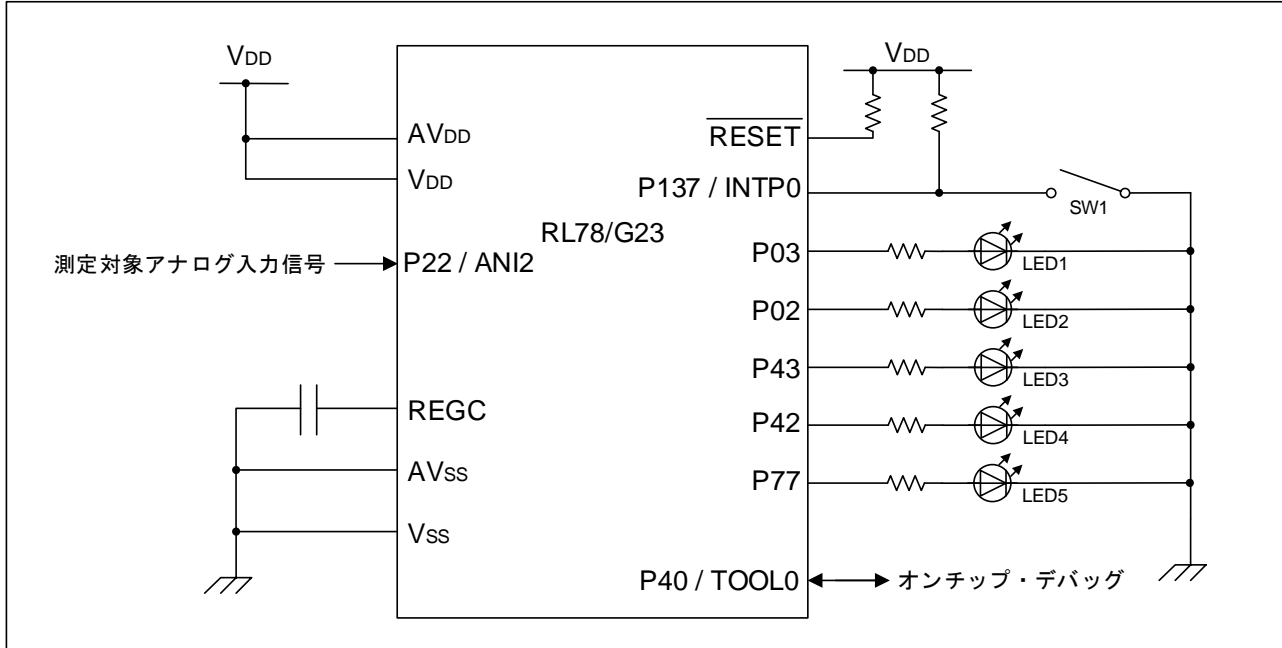 VDD
VDD
AVDD
RESET
VDD
P137 / INTP0
SW1
RL78/G23
P03
LED1
測定対象アナログ入力信号
P22 / ANI2
P02
LED2
P43
LED3
REGC
P42
LED4
AVSS
P77
LED5
VSS
P40 / TOOL0
オンチップ・デバッグ